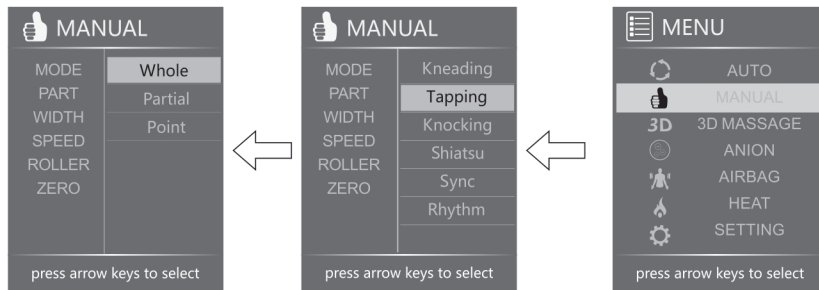 MANUAL
MODE
PART
WIDTH
SPEED
ROLLER
ZERO
Whole
Partial
Point
press arrow keys to select
MANUAL
MODE
PART
WIDTH
SPEED
ROLLER
ZERO
Kneading
Tapping
Knocking
Shiatsu
Sync
Rhythm
press arrow keys to select
MENU
AUTO
MANUAL
3D 3D MASSAGE
ANION
AIRBAG
HEAT
SETTING
press arrow keys to select